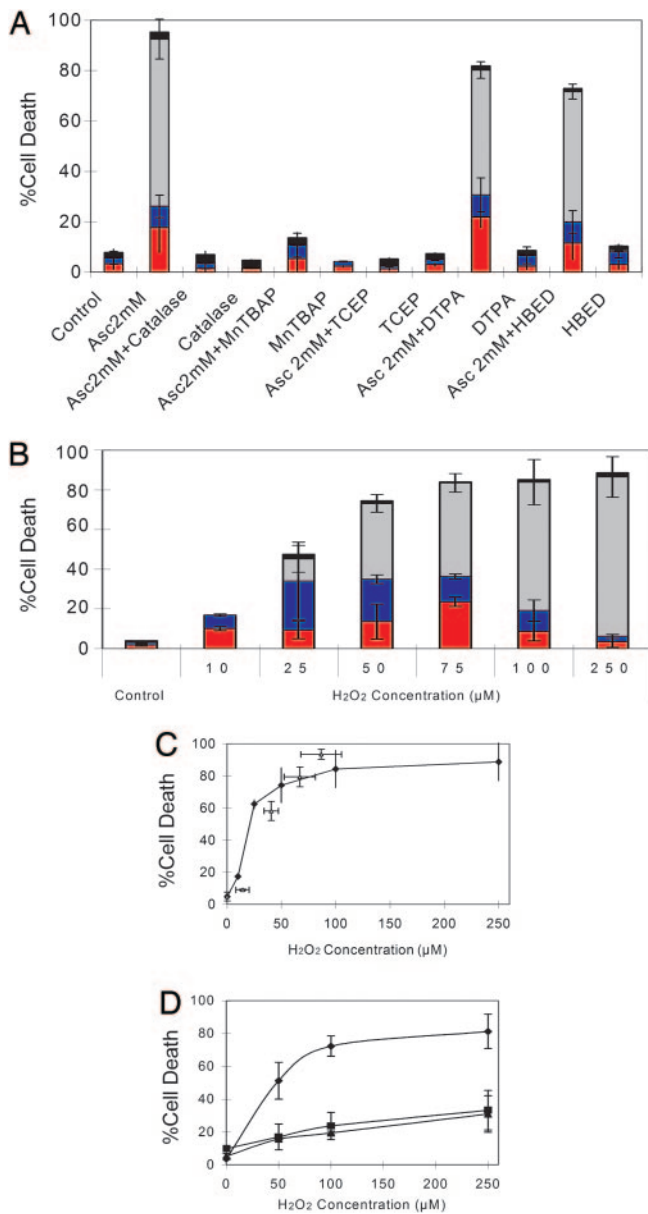 A
%Cell Death
100
80
60
40
20
0
Control
Asc2mM
Asc2mM+Catalase
Catalase
Asc2mM+MnTBAP
MnTBAP
Asc 2mM+TCEP
TCEP
Asc 2mM+DTPA
DTPA
Asc 2mM+HBED
HBED
B
%Cell Death
100
80
60
40
20
0
10 25 50 75 100 250
Control H₂O₂ Concentration (µM)
C
%Cell Death
100
80
60
40
20
0
0 50 100 150 200 250
H₂O₂ Concentration (µM)
D
%Cell Death
100
80
60
40
20
0
0 50 100 150 200 250
H₂O₂ Concentration (µM)